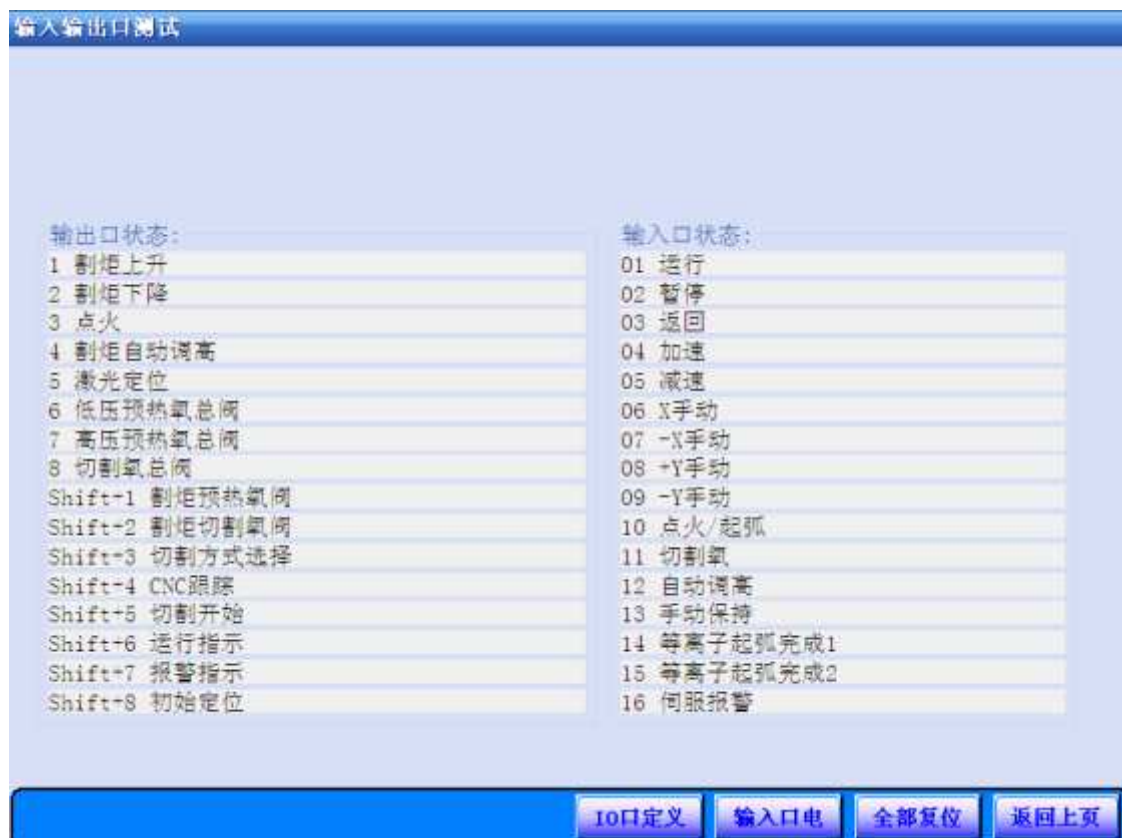 输入输出口测试
输出口状态:
1 割炬上升
2 割炬下降
3 点火
4 割炬自动调高
5 激光定位
6 低压预热氧总阀
7 高压预热氧总阀
8 切割氧总阀
Shift+1 割炬预热氧阀
Shift+2 割炬切割氧阀
Shift+3 切割方式选择
Shift+4 CNC跟踪
Shift+5 切割开始
Shift+6 运行指示
Shift+7 报警指示
Shift+8 初始定位
输入口状态:
01 运行
02 暂停
03 返回
04 加速
05 减速
06 X手动
07 -X手动
08 +Y手动
09 -Y手动
10 点火/起弧
11 切割氧
12 自动调高
13 手动保持
14 等离子起弧完成1
15 等离子起弧完成2
16 伺服报警
IO口定义
输入口电
全部复位
返回上页